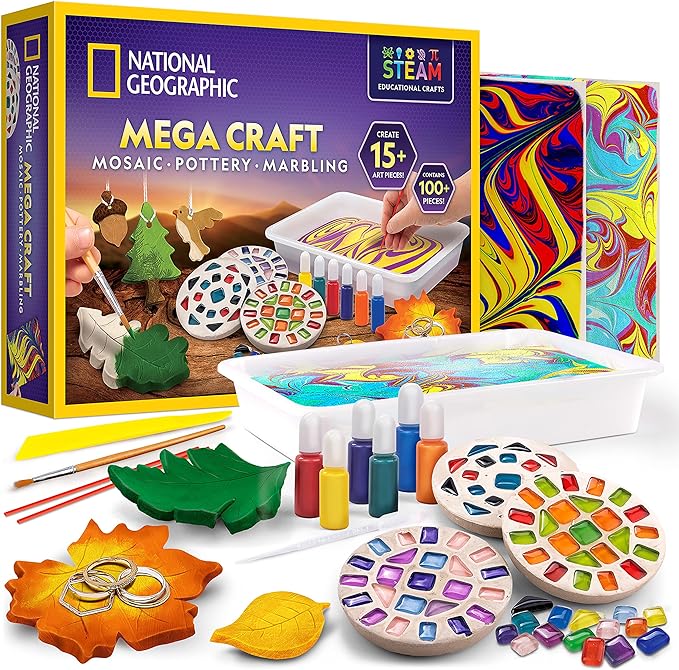 NATIONAL
GEOGRAPHIC
STEAM
EDUCATIONAL CRAFTS
MEGA CRAFT
MOSAIC · POTTERY · MARBLING
CREATE
15+
ART PIECES!
CONTAINS
100+
PIECES!
NATIONAL GEOGRAPHIC
MEGA CRAFT
MOSAIC · POTTERY · MARBLING